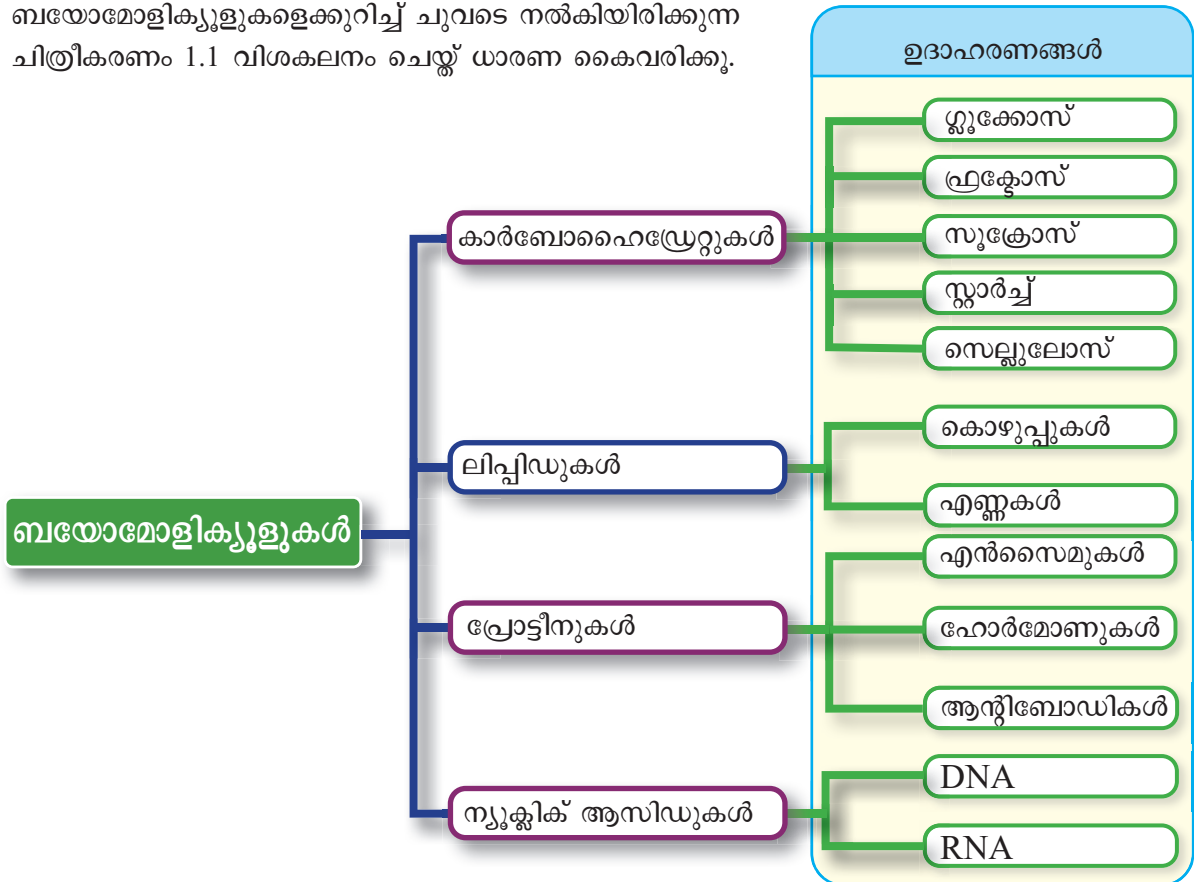 ബയോമോളിക്യൂളുകളെക്കുറിച്ച് ചുവടെ നൽകിയിരിക്കുന്ന
ചിത്രീകരണം 1.1 വിശകലനം ചെയ്ത് ധാരണ കൈവരിക്കൂ.
ഉദാഹരണങ്ങൾ
ബയോമോളിക്യൂളുകൾ
കാർബോഹൈഡ്രേറ്റുകൾ
ഗ്ലൂക്കോസ്
ഫ്രക്ടോസ്
സൂക്രോസ്
സ്റ്റാർച്ച്
സെല്ലുലോസ്
ലിപ്പിഡുകൾ
കൊഴുപ്പുകൾ
എണ്ണകൾ
പ്രോട്ടീനുകൾ
എൻസൈമുകൾ
ഹോർമോണുകൾ
ആന്റിബോഡികൾ
ന്യൂക്ലിക് ആസിഡുകൾ
DNA
RNA